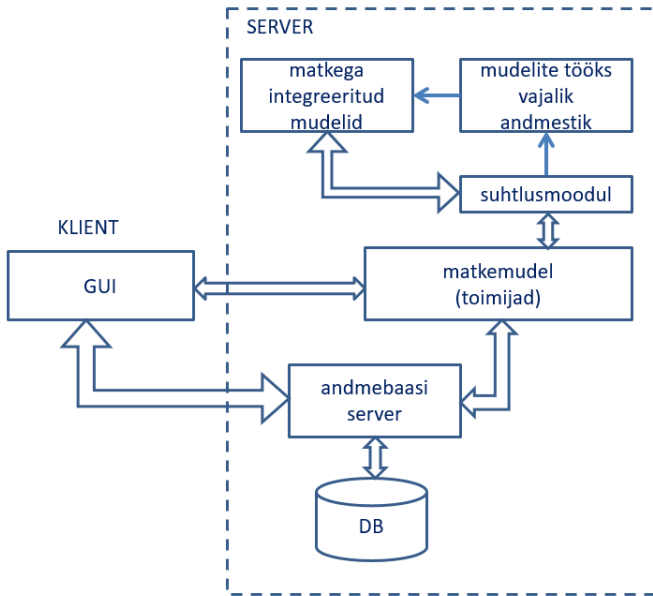 SERVER
matkega
integreeritud
mudelid
mudelite tööks
vajalik
andmestik
suhtlusmoodul
KLIENT
GUI
matkemudel
(toimijad)
andmebaasi
server
DB